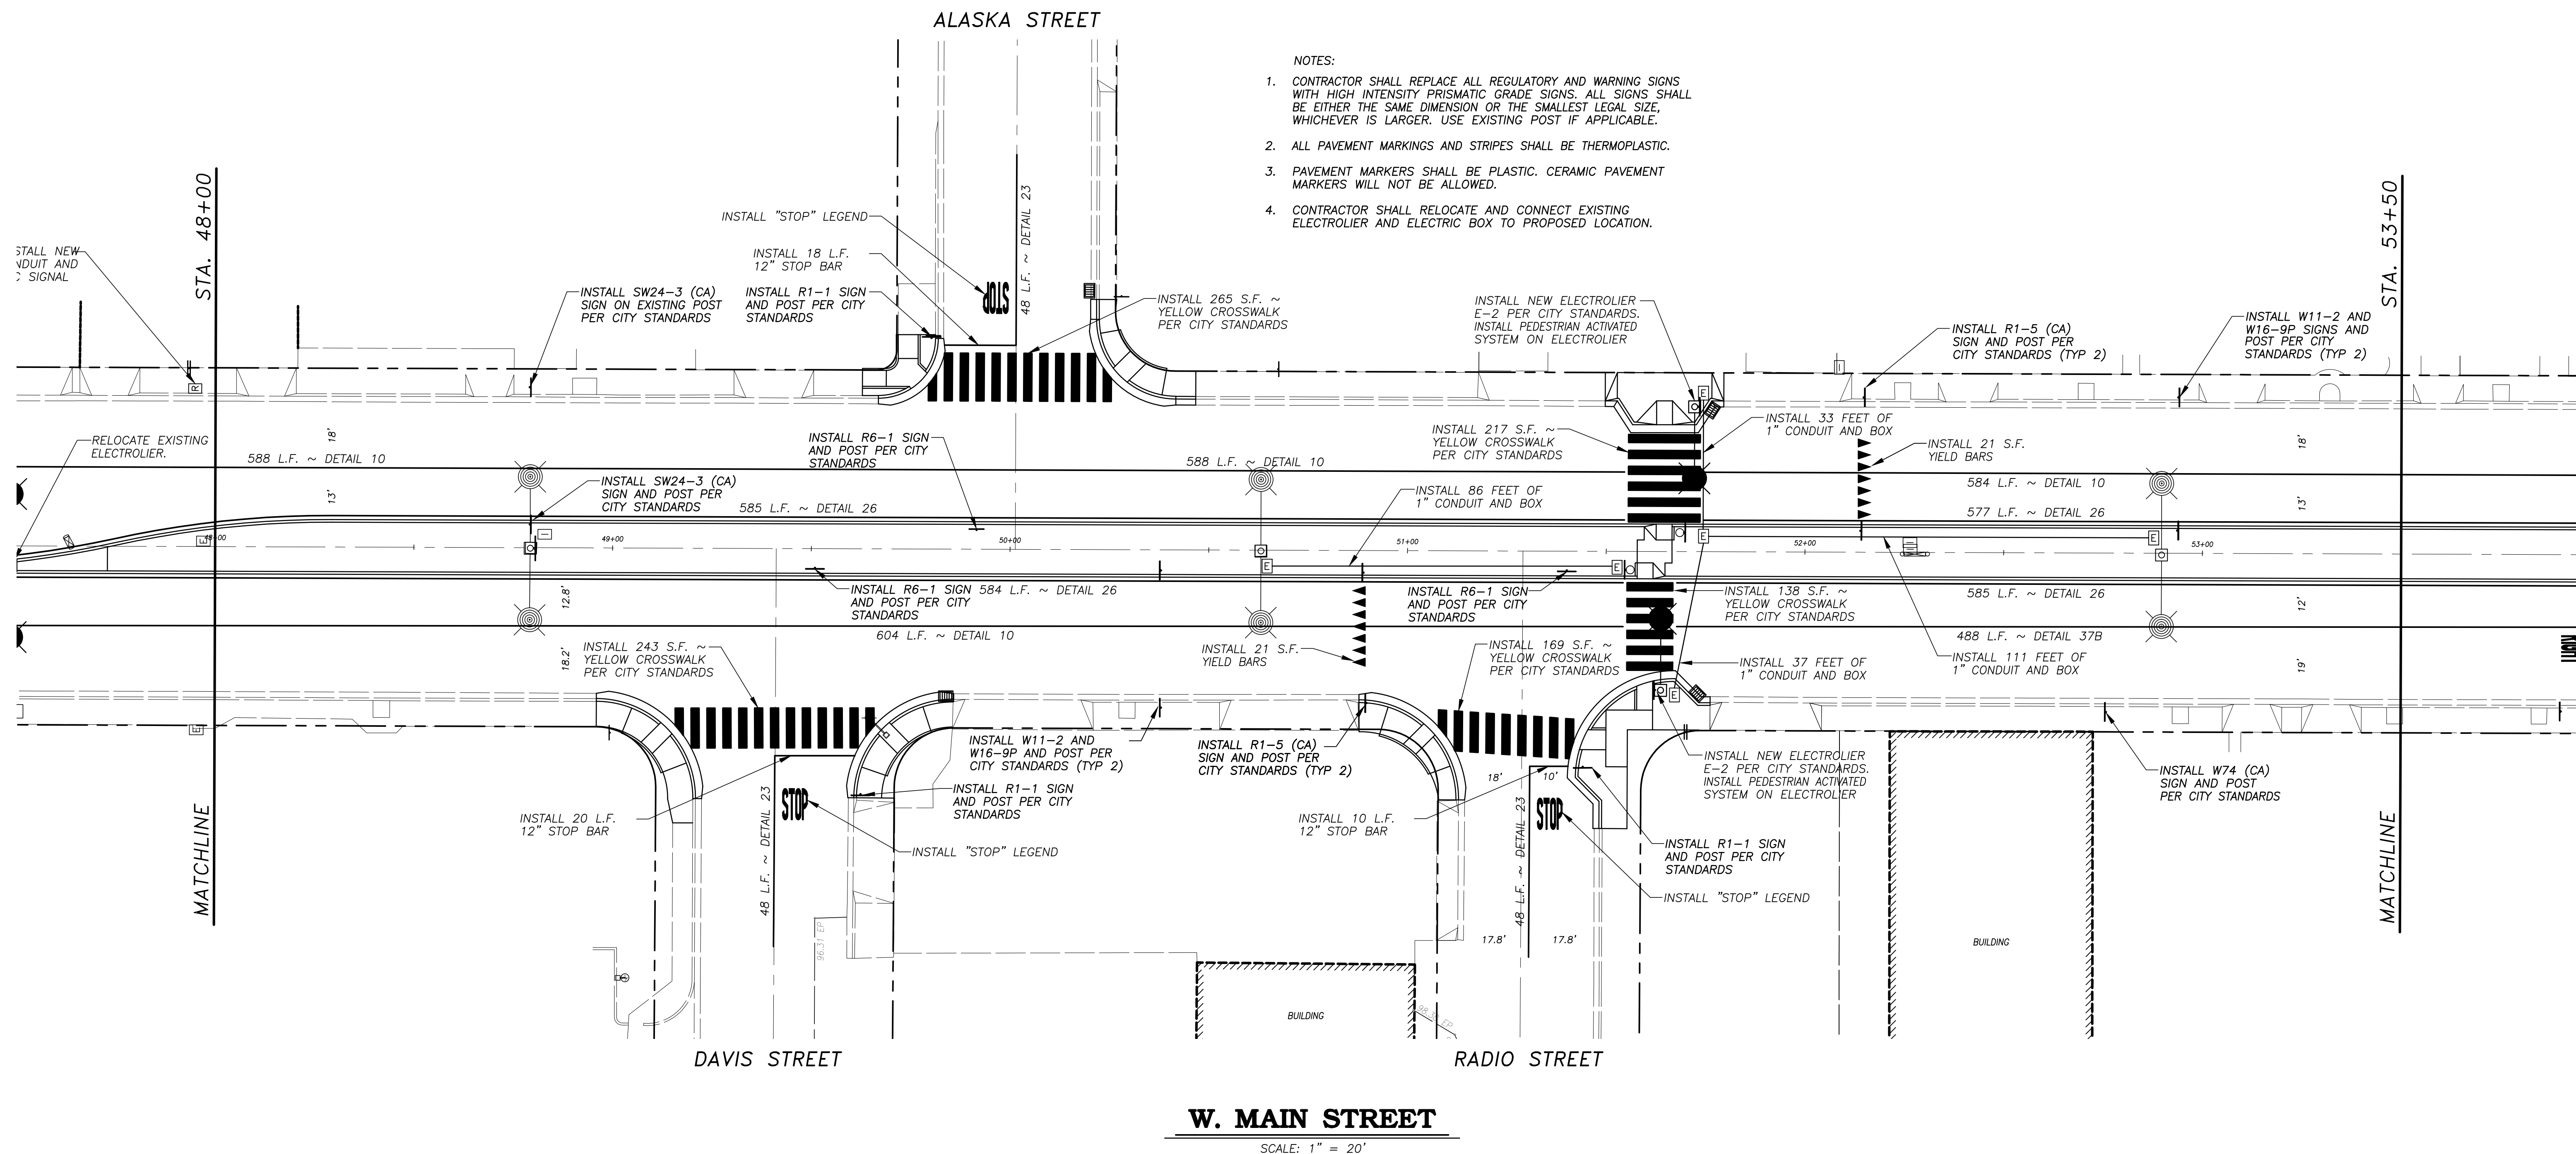 ALASKA STREET
NOTES:
1. CONTRACTOR SHALL REPLACE ALL REGULATORY AND WARNING SIGNS
WITH HIGH INTENSITY PRISMATIC GRADE SIGNS. ALL SIGNS SHALL
BE EITHER THE SAME DIMENSION OR THE SMALLEST LEGAL SIZE,
WHICHEVER IS LARGER. USE EXISTING POST IF APPLICABLE.
2. ALL PAVEMENT MARKINGS AND STRIPES SHALL BE THERMOPLASTIC.
3. PAVEMENT MARKERS SHALL BE PLASTIC. CERAMIC PAVEMENT
MARKERS WILL NOT BE ALLOWED.
4. CONTRACTOR SHALL RELOCATE AND CONNECT EXISTING
ELECTROLIER AND ELECTRIC BOX TO PROPOSED LOCATION.
STA. 48+00
STA. 53+50
STALL NEW
NDUIT AND
C SIGNAL
INSTALL "STOP" LEGEND
INSTALL 18 L.F.
12" STOP BAR
INSTALL SW24-3 (CA)
SIGN ON EXISTING POST
PER CITY STANDARDS
INSTALL R1-1 SIGN
AND POST PER CITY
STANDARDS
STOP
48 L.F. ~ DETAIL 23
INSTALL 265 S.F. ~
YELLOW CROSSWALK
PER CITY STANDARDS
INSTALL NEW ELECTROLIER
E-2 PER CITY STANDARDS.
INSTALL PEDESTRIAN ACTIVATED
SYSTEM ON ELECTROLIER
INSTALL R1-5 (CA)
SIGN AND POST PER
CITY STANDARDS (TYP 2)
INSTALL W11-2 AND
W16-9P SIGNS AND
POST PER CITY
STANDARDS (TYP 2)
R
E
I
RELOCATE EXISTING
ELECTROLIER.
18'
588 L.F. ~ DETAIL 10
INSTALL R6-1 SIGN
AND POST PER CITY
STANDARDS
588 L.F. ~ DETAIL 10
INSTALL 217 S.F. ~
YELLOW CROSSWALK
PER CITY STANDARDS
INSTALL 33 FEET OF
1" CONDUIT AND BOX
INSTALL 21 S.F.
YIELD BARS
18'
13'
INSTALL SW24-3 (CA)
SIGN AND POST PER
CITY STANDARDS
585 L.F. ~ DETAIL 26
INSTALL 86 FEET OF
1" CONDUIT AND BOX
584 L.F. ~ DETAIL 10
577 L.F. ~ DETAIL 26
13'
E
48+00
I
49+00
50+00
51+00
E
52+00
E
53+00
E
E
12.8'
INSTALL R6-1 SIGN
AND POST PER CITY
STANDARDS
584 L.F. ~ DETAIL 26
INSTALL R6-1 SIGN
AND POST PER CITY
STANDARDS
INSTALL 138 S.F. ~
YELLOW CROSSWALK
PER CITY STANDARDS
585 L.F. ~ DETAIL 26
12'
604 L.F. ~ DETAIL 10
488 L.F. ~ DETAIL 37B
18.2'
INSTALL 243 S.F. ~
YELLOW CROSSWALK
PER CITY STANDARDS
INSTALL 21 S.F.
YIELD BARS
INSTALL 169 S.F. ~
YELLOW CROSSWALK
PER CITY STANDARDS
INSTALL 37 FEET OF
1" CONDUIT AND BOX
INSTALL 111 FEET OF
1" CONDUIT AND BOX
19'
E
E
INSTALL W11-2 AND
W16-9P AND POST PER
CITY STANDARDS (TYP 2)
INSTALL R1-5 (CA)
SIGN AND POST PER
CITY STANDARDS (TYP 2)
INSTALL NEW ELECTROLIER
E-2 PER CITY STANDARDS.
INSTALL PEDESTRIAN ACTIVATED
SYSTEM ON ELECTROLIER
INSTALL W74 (CA)
SIGN AND POST
PER CITY STANDARDS
18'
10'
MATCHLINE
INSTALL 20 L.F.
12" STOP BAR
48 L.F. ~ DETAIL 23
STOP
INSTALL R1-1 SIGN
AND POST PER CITY
STANDARDS
INSTALL "STOP" LEGEND
INSTALL 10 L.F.
12" STOP BAR
48 L.F. ~ DETAIL 23
STOP
INSTALL R1-1 SIGN
AND POST PER CITY
STANDARDS
INSTALL "STOP" LEGEND
MATCHLINE
96.31 EP
17.8'
17.8'
BUILDING
BUILDING
DAVIS STREET
RADIO STREET
W. MAIN STREET
SCALE: 1" = 20'